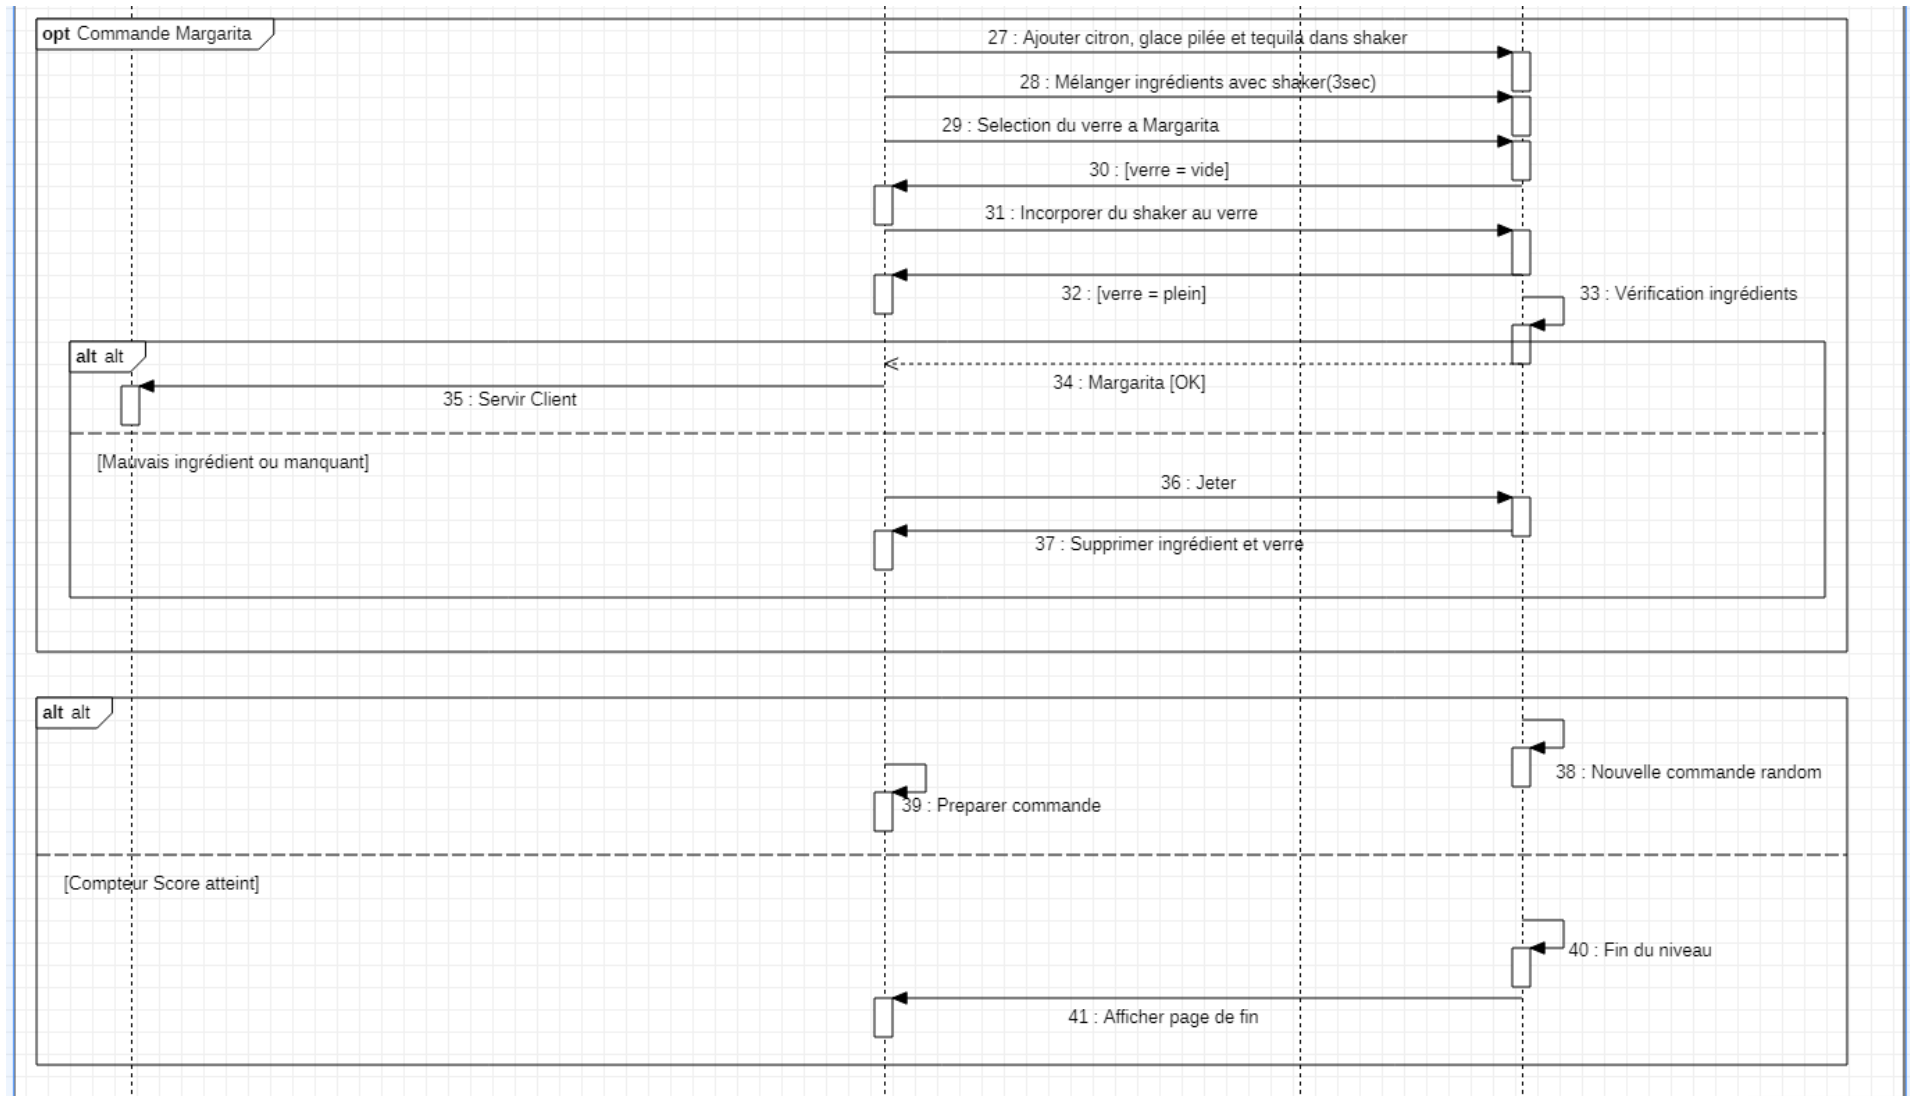 opt Commande Margarita
27 : Ajouter citron, glace pilée et tequila dans shaker
28 : Mélanger ingrédients avec shaker(3sec)
29 : Selection du verre a Margarita
30 : [verre = vide]
31 : Incorporer du shaker au verre
32 : [verre = plein]
33 : Vérification ingrédients
alt alt
34 : Margarita [OK]
35 : Servir Client
[Mauvais ingrédient ou manquant]
36 : Jeter
37 : Supprimer ingrédient et verre
alt alt
38 : Nouvelle commande random
39 : Preparer commande
[Compteur Score atteint]
40 : Fin du niveau
41 : Afficher page de fin